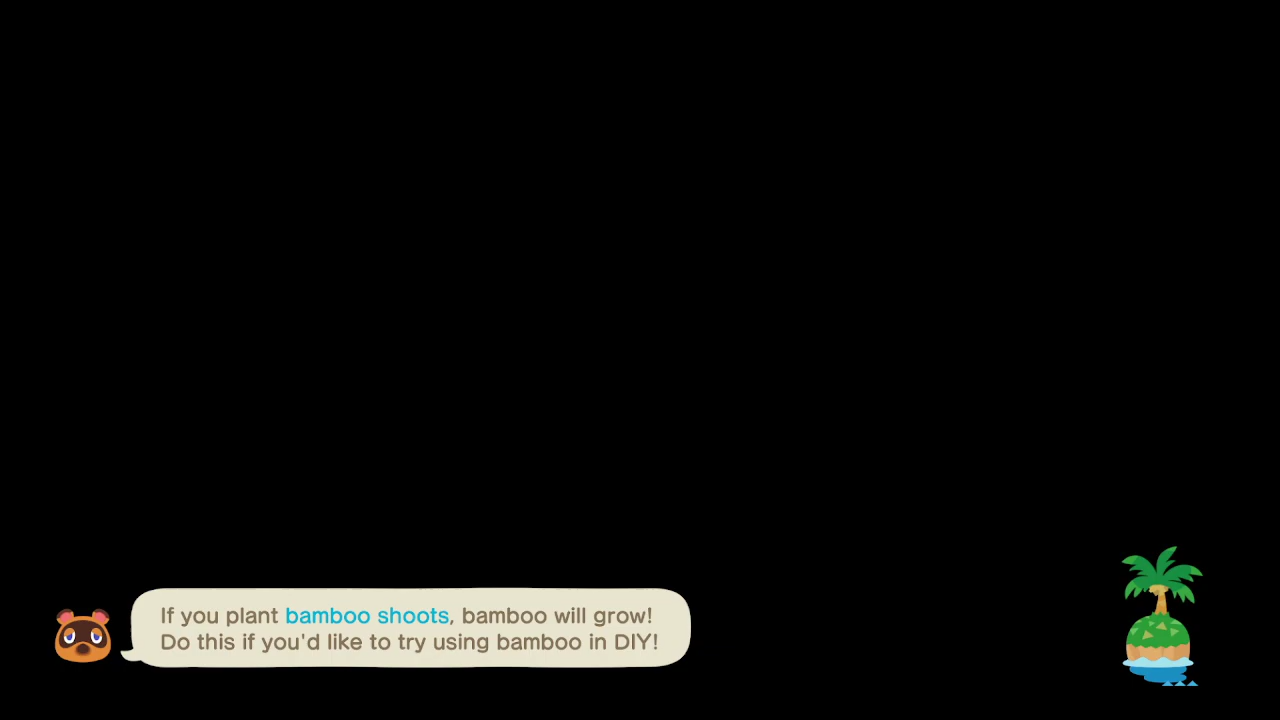 If you plant bamboo shoots, bamboo will grow!
Do this if you'd like to try using bamboo in DIY!